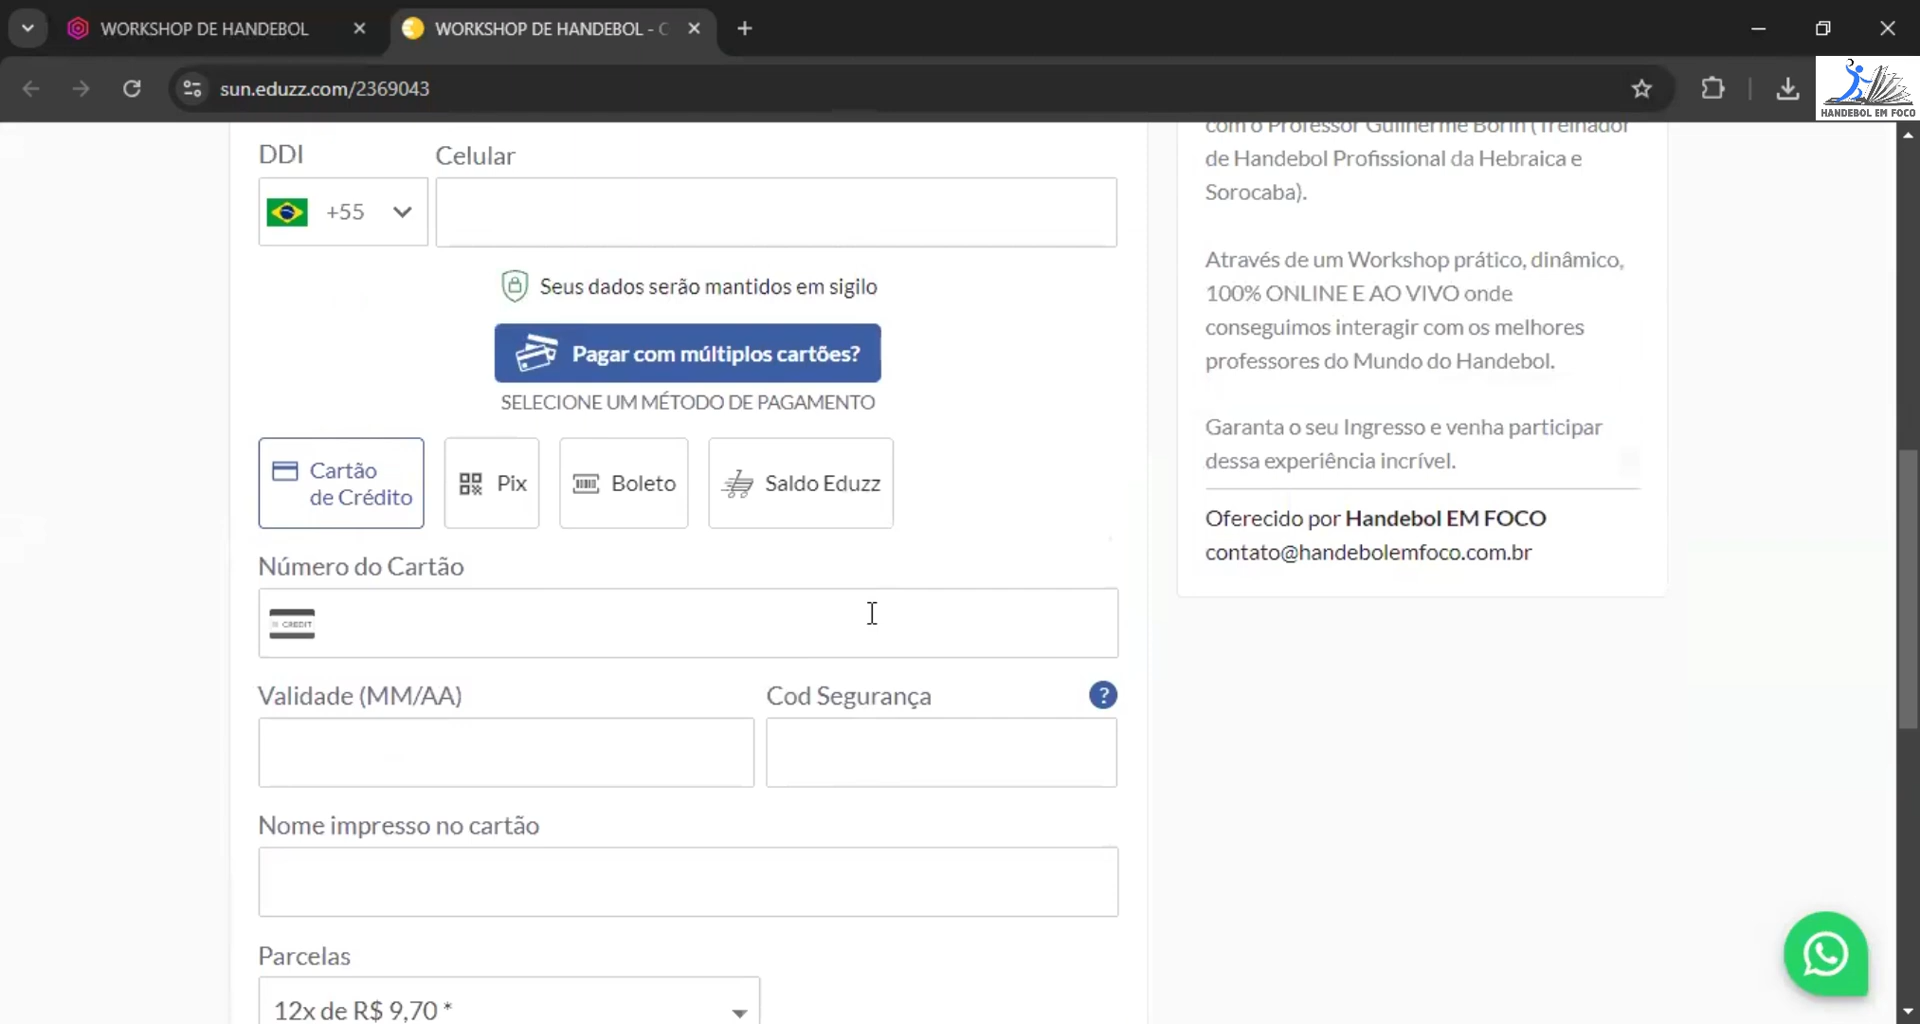 WORKSHOP DE HANDEBOL
WORKSHOP DE HANDEBOL - C
sun.eduzz.com/2369043
HANDEBOL EM FOCO
DDI
Celular
+55
Seus dados serão mantidos em sigilo
Pagar com múltiplos cartões?
SELECIONE UM MÉTODO DE PAGAMENTO
Cartão
de Crédito
Pix
Boleto
Saldo Eduzz
Número do Cartão
CREDIT
Validade (MM/AA)
Cod Segurança
?
Nome impresso no cartão
Parcelas
12x de R$ 9,70 *
com o Professor Guilherme Borin (Treinador
de Handebol Profissional da Hebraica e
Sorocaba).
Através de um Workshop prático, dinâmico,
100% ONLINE E AO VIVO onde
conseguimos interagir com os melhores
professores do Mundo do Handebol.
Garanta o seu Ingresso e venha participar
dessa experiência incrível.
Oferecido por Handebol EM FOCO
contato@handebolemfoco.com.br